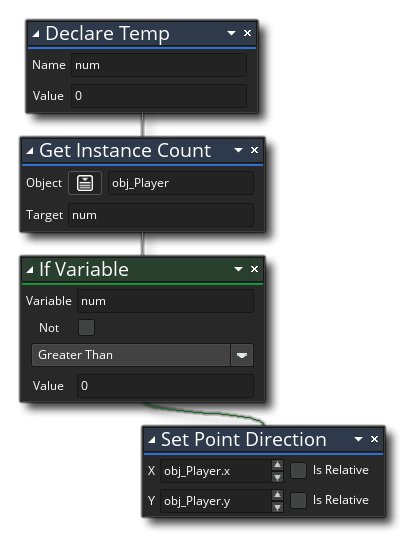 Declare Temp
Name num
Value 0
Get Instance Count
Object obj_Player
Target num
If Variable
Variable num
Not
Greater Than
Value 0
Set Point Direction
X obj_Player.x Is Relative
Y obj_Player.y Is Relative